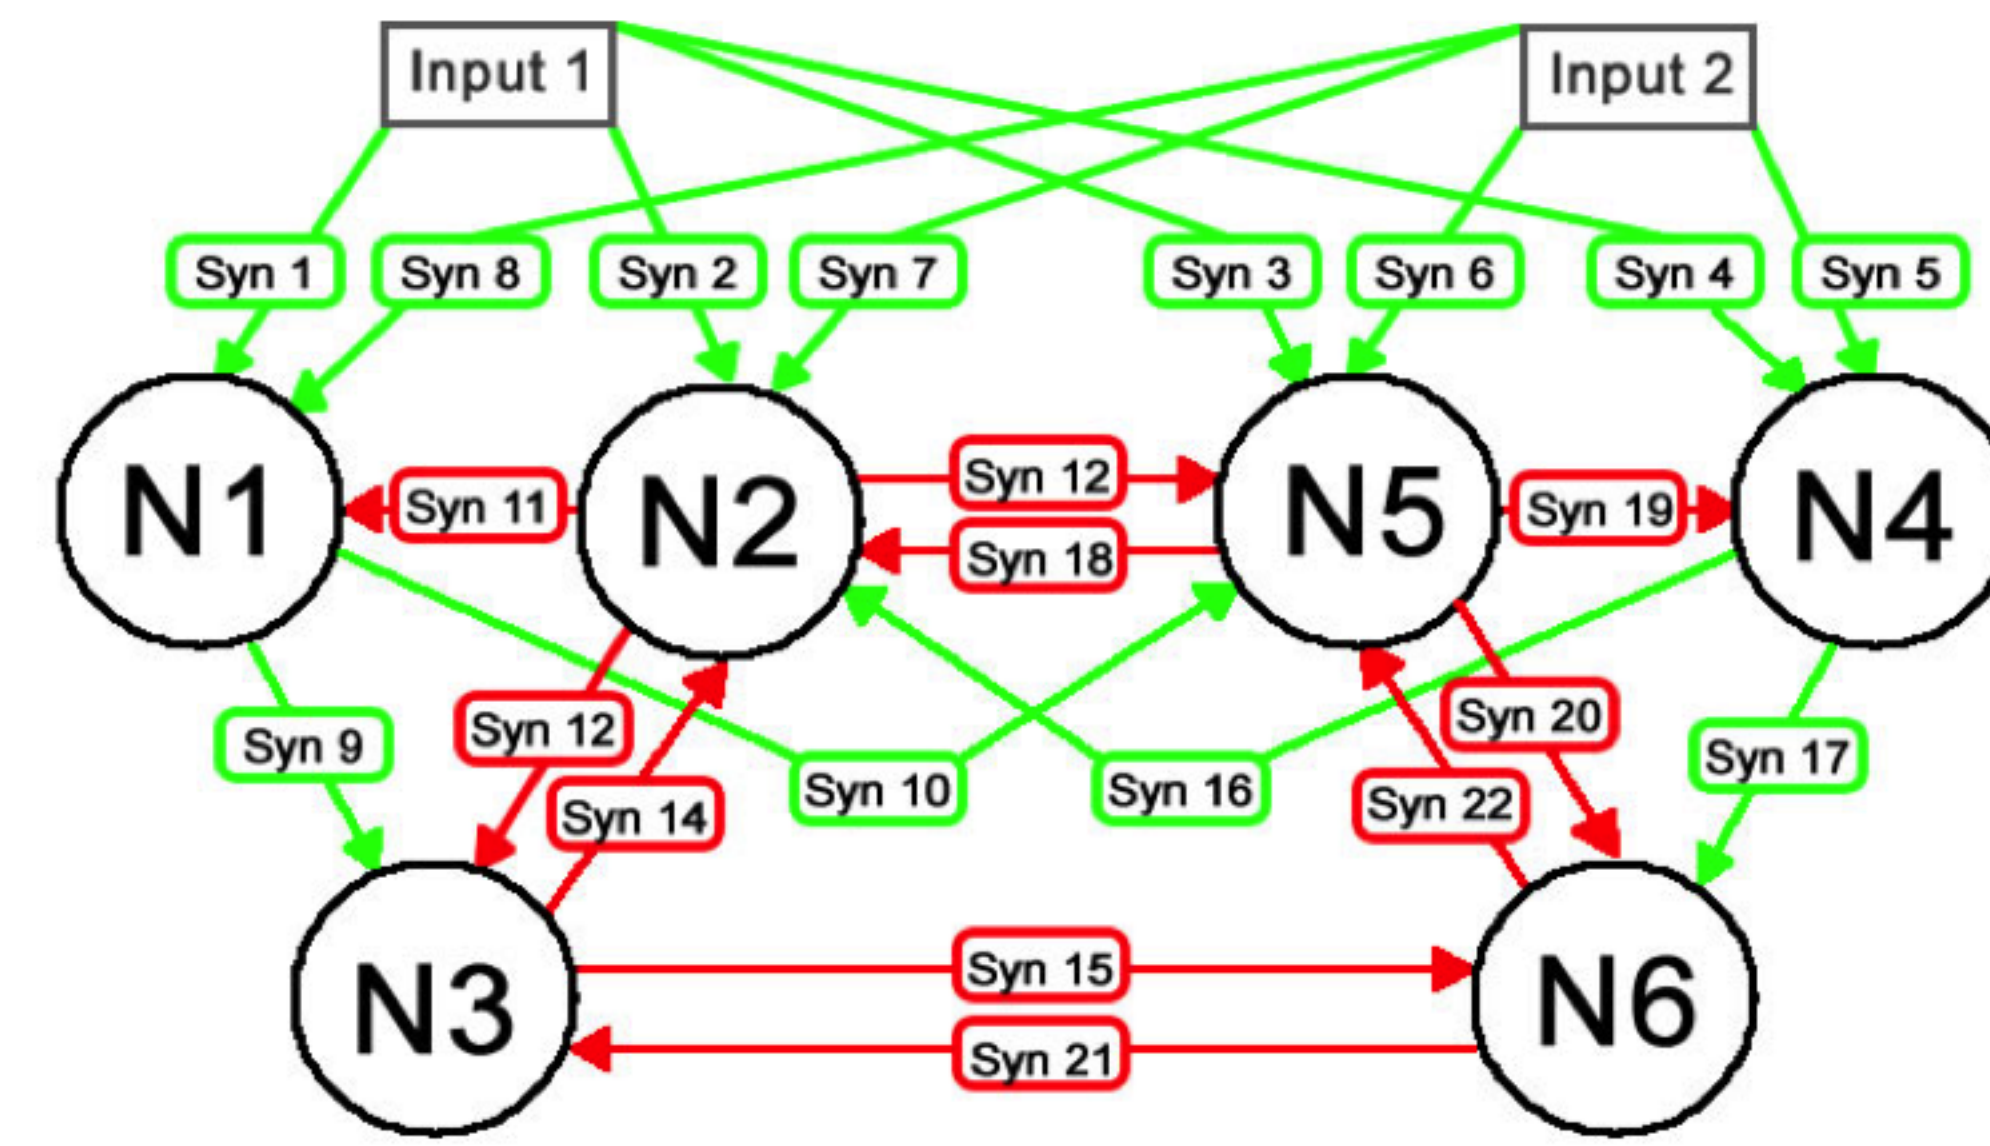 Input 1
Input 2
Syn 1
Syn 8
Syn 2
Syn 7
Syn 3
Syn 6
Syn 4
Syn 5
N1
Syn 11
N2
Syn 12
Syn 18
N5
Syn 19
N4
Syn 9
Syn 12
Syn 14
Syn 10
Syn 16
Syn 22
Syn 20
Syn 17
N3
Syn 15
Syn 21
N6